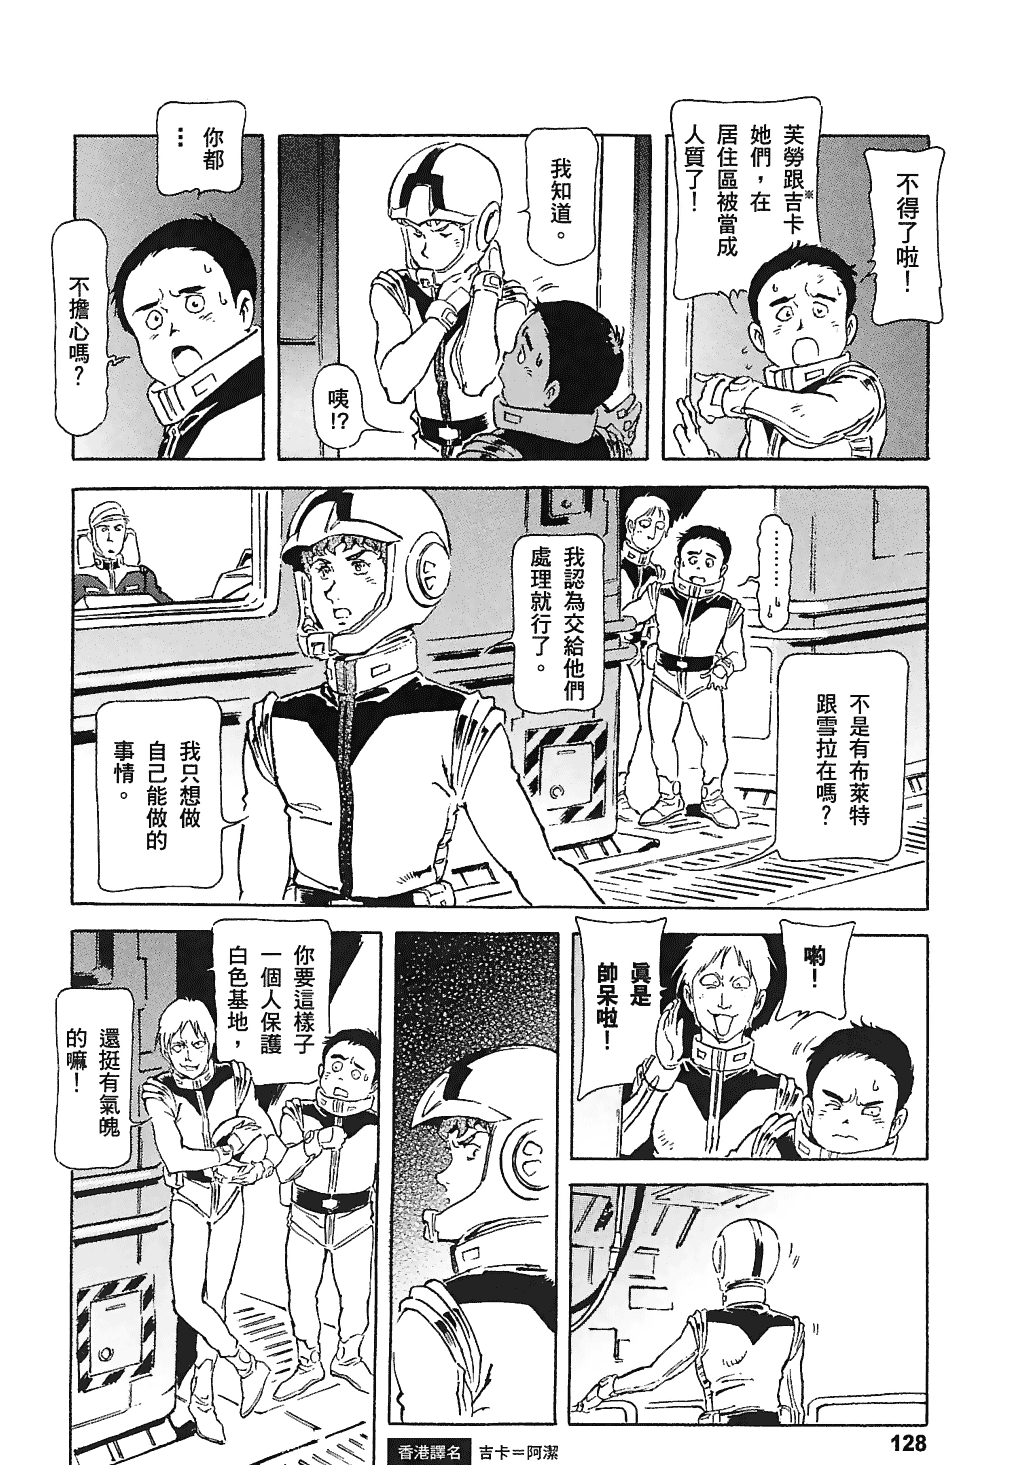 不得了啦！
芙勞跟吉卡※
她們，在
居住區被當成
人質了！
我知道。
咦!?
你都
…
不擔心嗎？
………
不是有布萊特
跟雪拉在嗎？
我認為交給他們
處理就行了。
我只想做
自己能做的
事情。
喲！
真是
帥呆啦！
你要這樣子
一個人保護
白色基地，
還挺有氣魄
的嘛！
香港譯名 吉卡＝阿潔
128